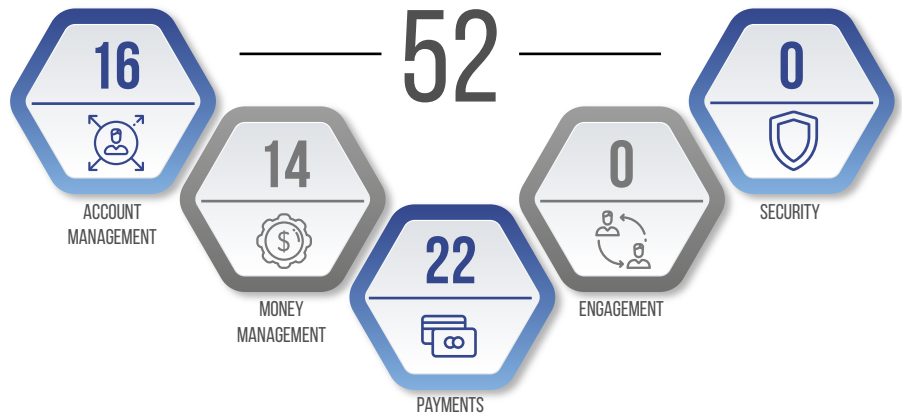 52
16
ACCOUNT
MANAGEMENT
14
$
MONEY
MANAGEMENT
22
PAYMENTS
0
ENGAGEMENT
0
SECURITY